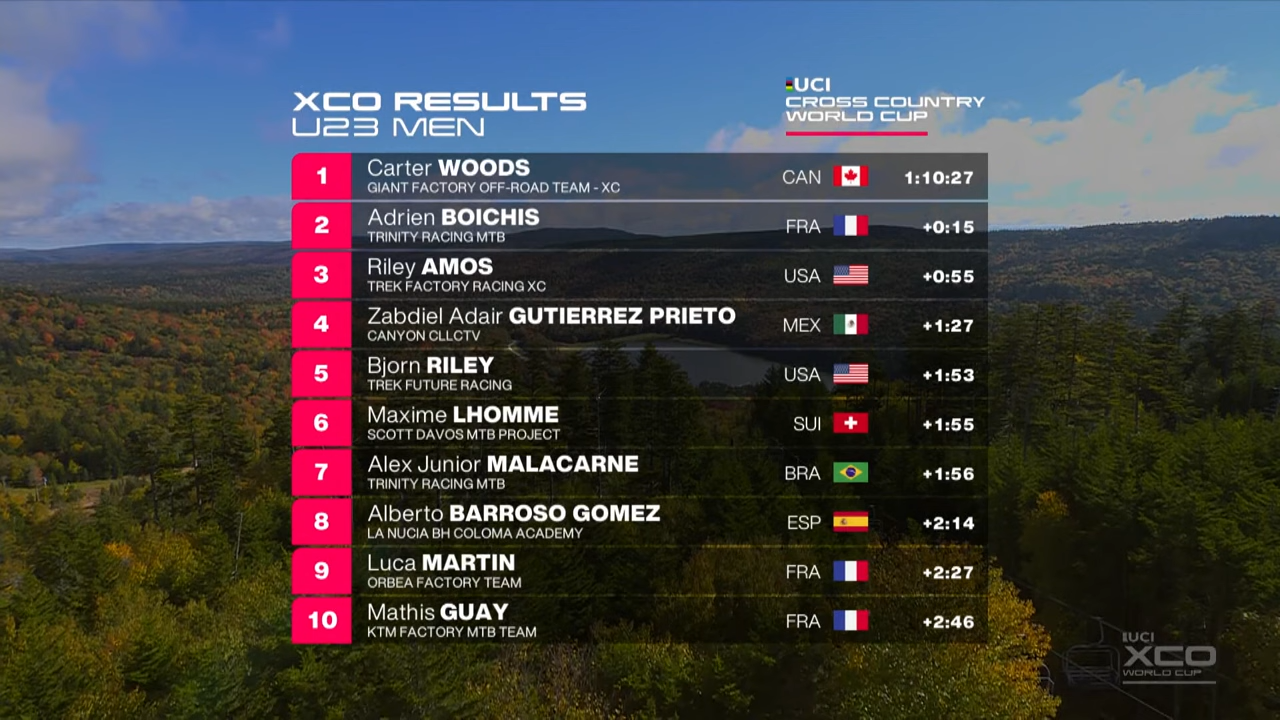 XCO RESULTS
U23 MEN
UCI
CROSS COUNTRY
WORLD CUP
1 Carter WOODS CAN 1:10:27
GIANT FACTORY OFF-ROAD TEAM - XC
2 Adrien BOICHIS FRA +0:15
TRINITY RACING MTB
3 Riley AMOS USA +0:55
TREK FACTORY RACING XC
4 Zabdiel Adair GUTIERREZ PRIETO MEX +1:27
CANYON CLLCTV
5 Bjorn RILEY USA +1:53
TREK FUTURE RACING
6 Maxime LHOMME SUI +1:55
SCOTT DAVOS MTB PROJECT
7 Alex Junior MALACARNE BRA +1:56
TRINITY RACING MTB
8 Alberto BARROSO GOMEZ ESP +2:14
LA NUCIA BH COLOMA ACADEMY
9 Luca MARTIN FRA +2:27
ORBEA FACTORY TEAM
10 Mathis GUAY FRA +2:46
KTM FACTORY MTB TEAM
UCI
XCO
WORLD CUP